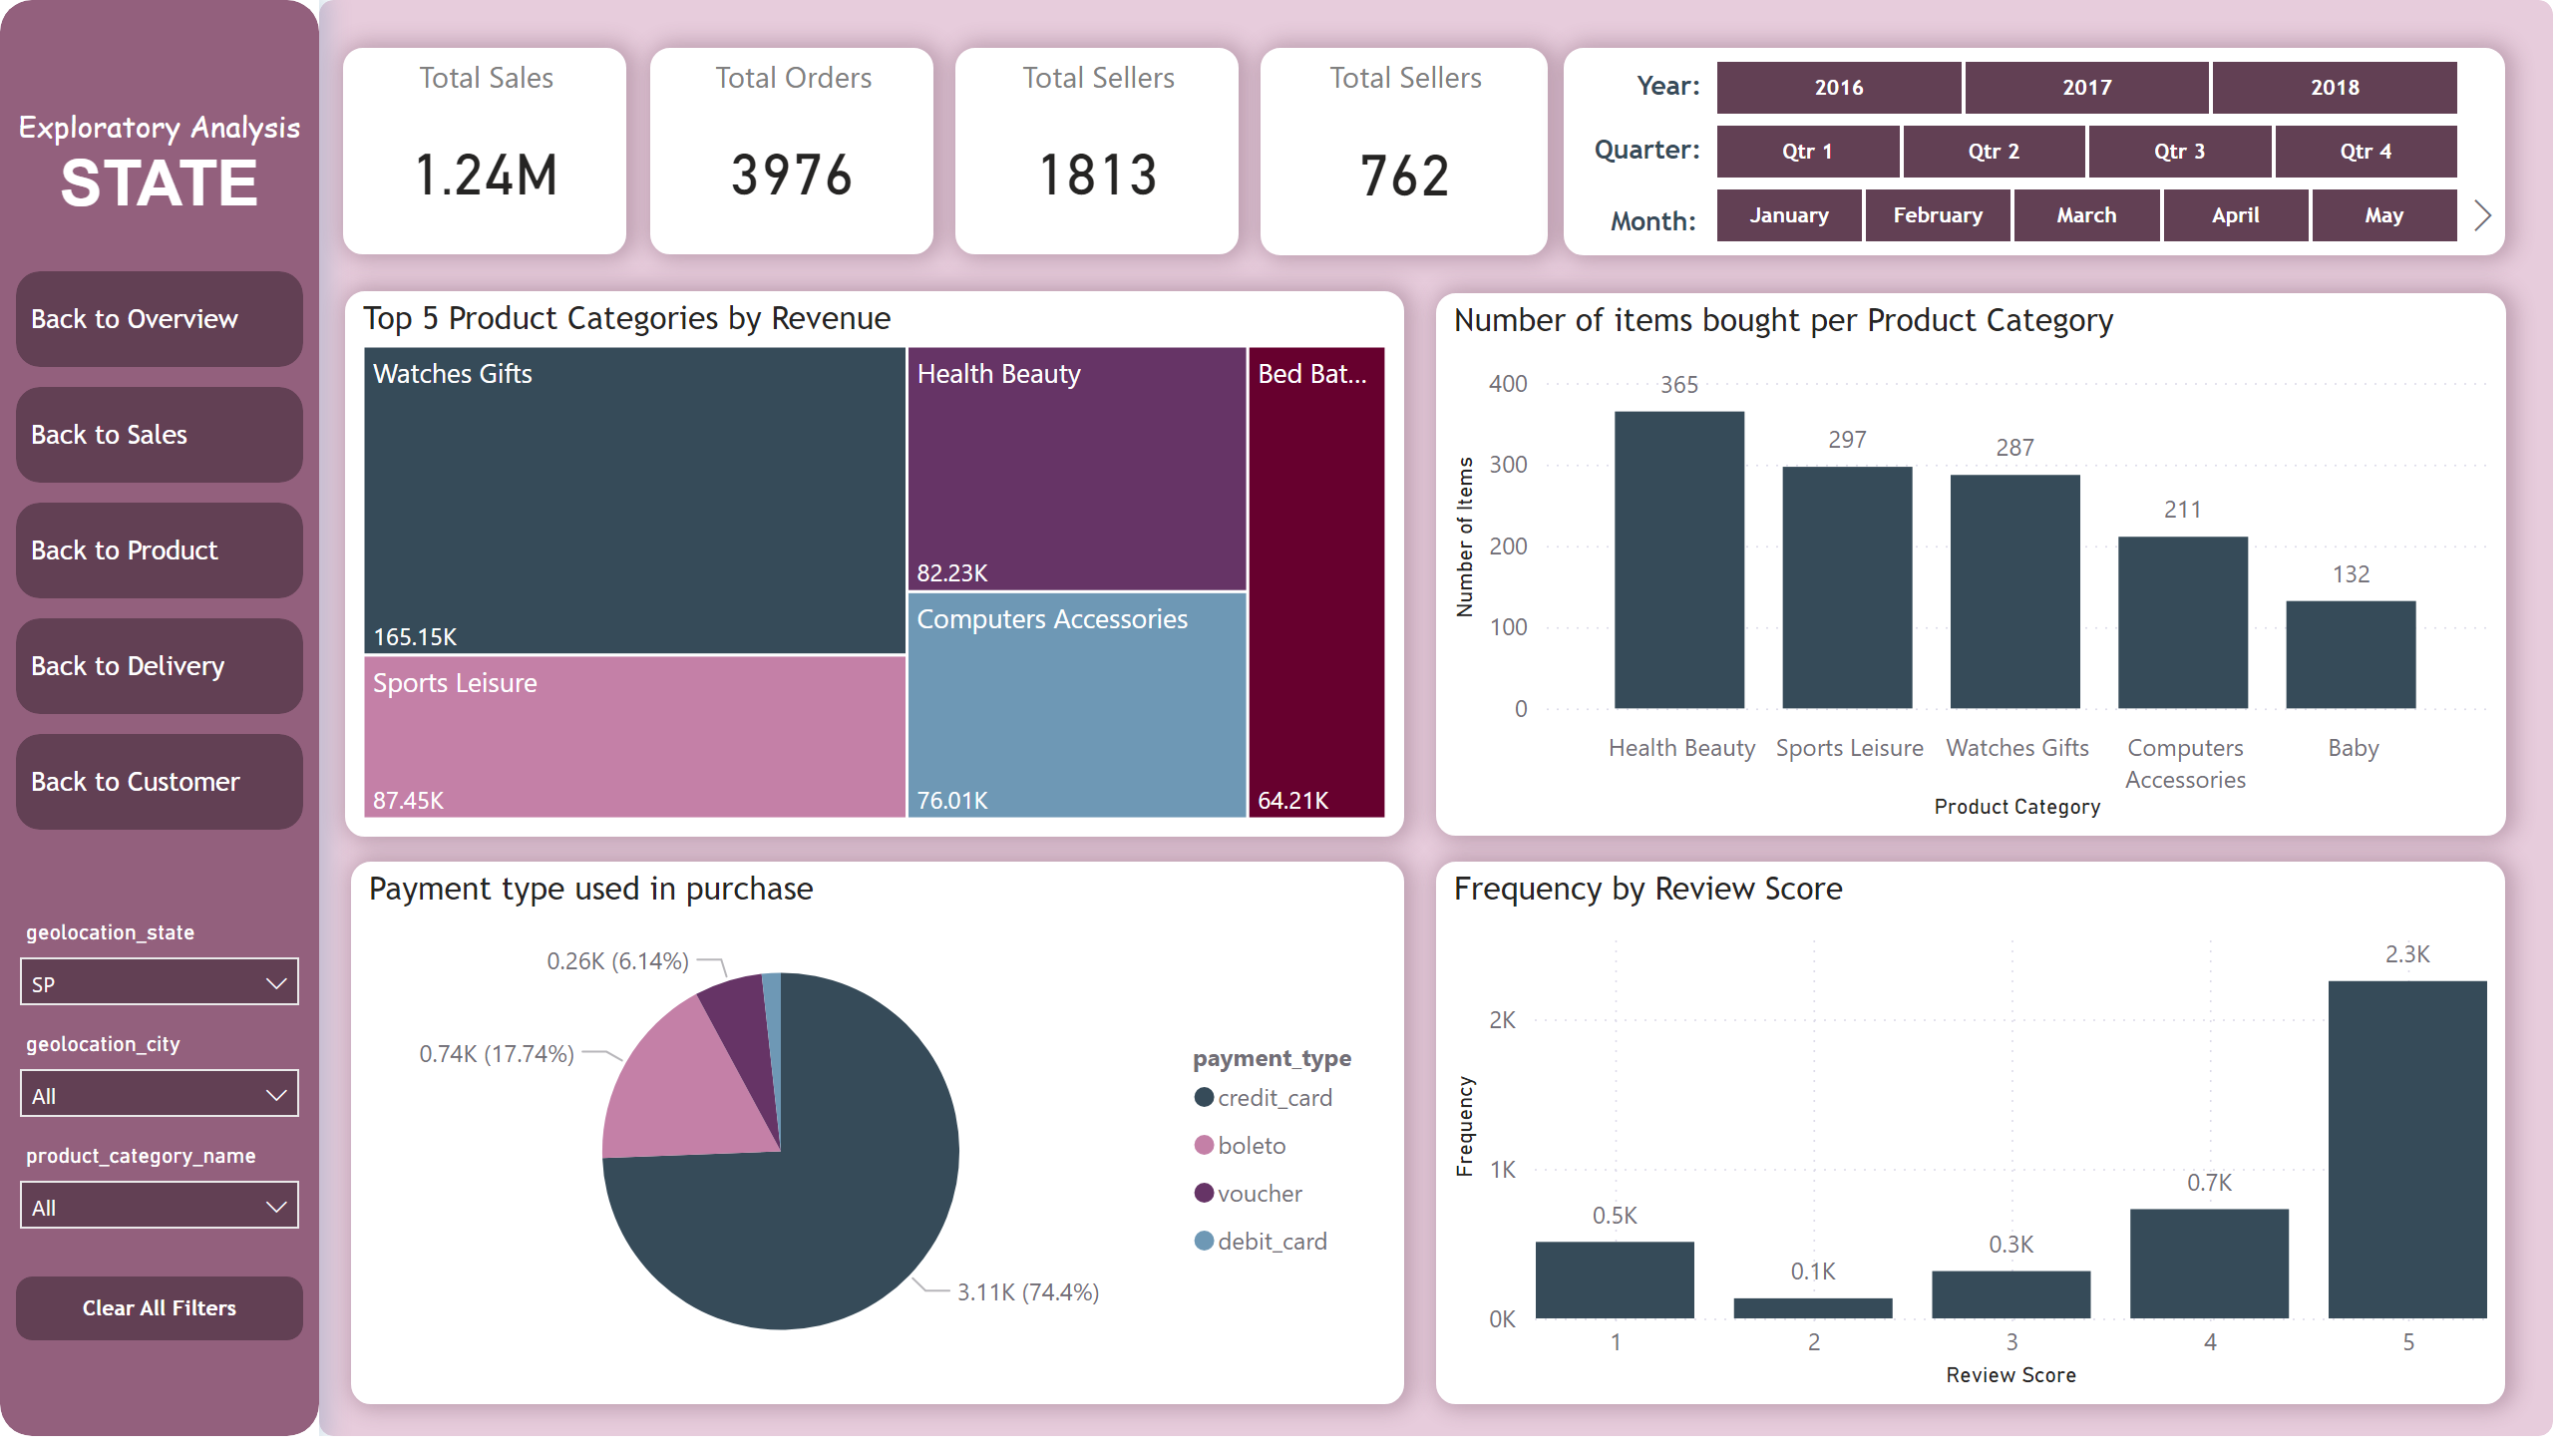 Exploratory Analysis
STATE
Back to Overview
Back to Sales
Back to Product
Back to Delivery
Back to Customer
geolocation_state
SP
geolocation_city
All
product_category_name
All
Clear All Filters
Total Sales
1.24M
Total Orders
3976
Total Sellers
1813
Total Sellers
762
Year: 2016 2017 2018
Quarter: Qtr 1 Qtr 2 Qtr 3 Qtr 4
Month: January February March April May
Top 5 Product Categories by Revenue
Watches Gifts
165.15K
Sports Leisure
87.45K
Health Beauty
82.23K
Computers Accessories
76.01K
Bed Bat...
64.21K
Number of items bought per Product Category
Number of Items
400
300
200
100
0
365
297
287
211
132
Health Beauty
Sports Leisure
Watches Gifts
Computers
Accessories
Baby
Product Category
Payment type used in purchase
0.26K (6.14%)
0.74K (17.74%)
3.11K (74.4%)
payment_type
credit_card
boleto
voucher
debit_card
Frequency by Review Score
Frequency
2K
1K
0K
0.5K
0.1K
0.3K
0.7K
2.3K
1
2
3
4
5
Review Score